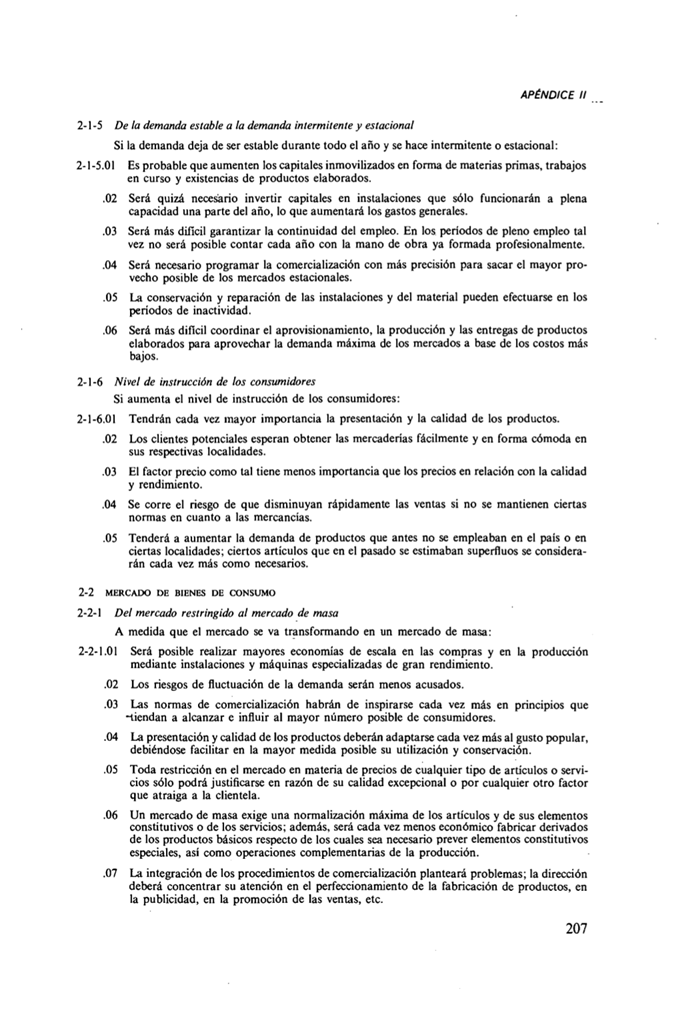 APÉNDICE II
2-1-5 De la demanda estable a la demanda intermitente y estacional
Si la demanda deja de ser estable durante todo el año y se hace intermitente o estacional:
2-1-5.01 Es probable que aumenten los capitales inmovilizados en forma de materias primas, trabajos
en curso y existencias de productos elaborados.
.02 Será quizá necesario invertir capitales en instalaciones que sólo funcionarán a plena
capacidad una parte del año, lo que aumentará los gastos generales.
.03 Será más difícil garantizar la continuidad del empleo. En los períodos de pleno empleo tal
vez no será posible contar cada año con la mano de obra ya formada profesionalmente.
.04 Será necesario programar la comercialización con más precisión para sacar el mayor pro-
vecho posible de los mercados estacionales.
.05 La conservación y reparación de las instalaciones y del material pueden efectuarse en los
períodos de inactividad.
.06 Será más difícil coordinar el aprovisionamiento, la producción y las entregas de productos
elaborados para aprovechar la demanda máxima de los mercados a base de los costos más
bajos.
2-1-6 Nivel de instrucción de los consumidores
Si aumenta el nivel de instrucción de los consumidores:
2-1-6.01 Tendrán cada vez mayor importancia la presentación y la calidad de los productos.
.02 Los clientes potenciales esperan obtener las mercaderías fácilmente y en forma cómoda en
sus respectivas localidades.
.03 El factor precio como tal tiene menos importancia que los precios en relación con la calidad
y rendimiento.
.04 Se corre el riesgo de que disminuyan rápidamente las ventas si no se mantienen ciertas
normas en cuanto a las mercancías.
.05 Tenderá a aumentar la demanda de productos que antes no se empleaban en el país o en
ciertas localidades; ciertos artículos que en el pasado se estimaban superfluos se considera-
rán cada vez más como necesarios.
2-2 MERCADO DE BIENES DE CONSUMO
2-2-1 Del mercado restringido al mercado de masa
A medida que el mercado se va transformando en un mercado de masa:
2-2-1.01 Será posible realizar mayores economías de escala en las compras y en la producción
mediante instalaciones y máquinas especializadas de gran rendimiento.
.02 Los riesgos de fluctuación de la demanda serán menos acusados.
.03 Las normas de comercialización habrán de inspirarse cada vez más en principios que
tiendan a alcanzar e influir al mayor número posible de consumidores.
.04 La presentación y calidad de los productos deberán adaptarse cada vez más al gusto popular,
debiéndose facilitar en la mayor medida posible su utilización y conservación.
.05 Toda restricción en el mercado en materia de precios de cualquier tipo de artículos o servi-
cios sólo podrá justificarse en razón de su calidad excepcional o por cualquier otro factor
que atraiga a la clientela.
.06 Un mercado de masa exige una normalización máxima de los artículos y de sus elementos
constitutivos o de los servicios; además, será cada vez menos económico fabricar derivados
de los productos básicos respecto de los cuales sea necesario prever elementos constitutivos
especiales, así como operaciones complementarias de la producción.
.07 La integración de los procedimientos de comercialización planteará problemas; la dirección
deberá concentrar su atención en el perfeccionamiento de la fabricación de productos, en
la publicidad, en la promoción de las ventas, etc.
207